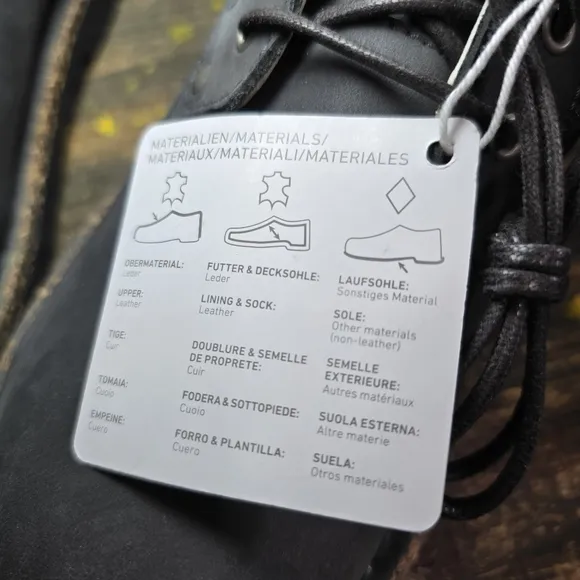 MATERIALIEN/MATERIALS/
MATERIAUX/MATERIALI/MATERIALES
OBERMATERIAL:
Leder
UPPER:
Leather
TIGE:
Cuir
TOMAIA:
Cuoio
EMPEINE:
Cuero
FUTTER & DECKSOHLE:
Leder
LINING & SOCK:
Leather
DOUBLURE & SEMELLE
DE PROPRETE:
Cuir
FODERA & SOTTOPIEDE:
Cuoio
FORRO & PLANTILLA:
Cuero
LAUFSOHLE:
Sonstiges Material
SOLE:
Other materials
(non-leather)
SEMELLE
EXTERIEURE:
Autres matériaux
SUOLA ESTERNA:
Altre materie
SUELA:
Otros materiales